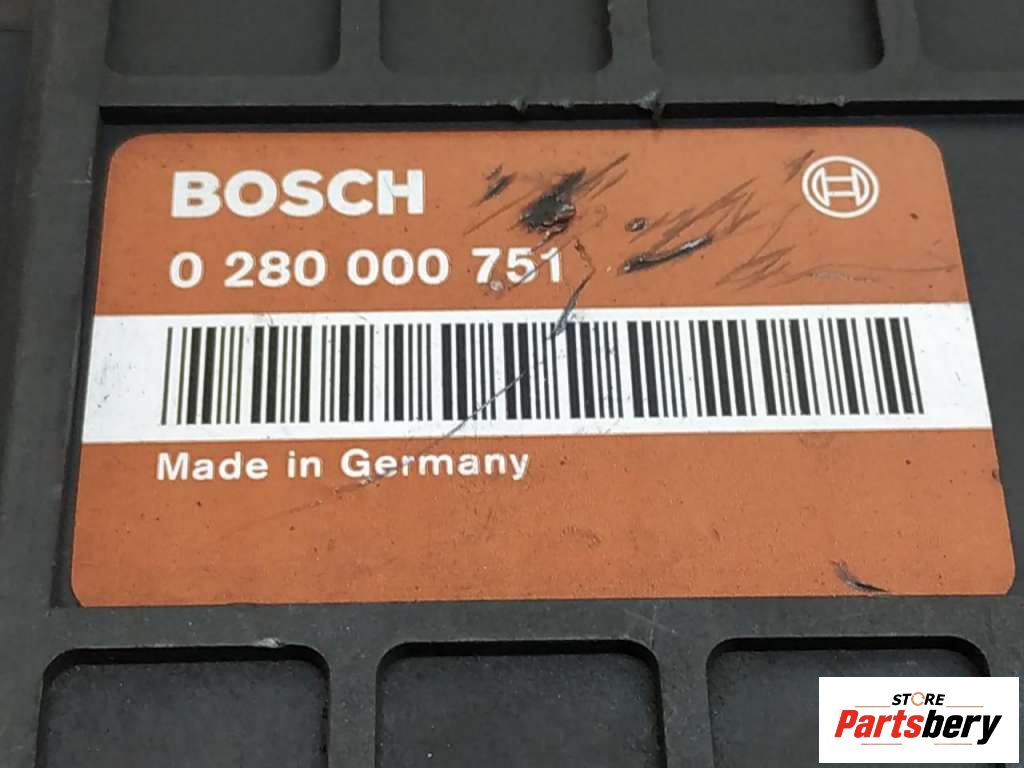 BOSCH
0 280 000 751
Made in Germany
STORE
Partsbery